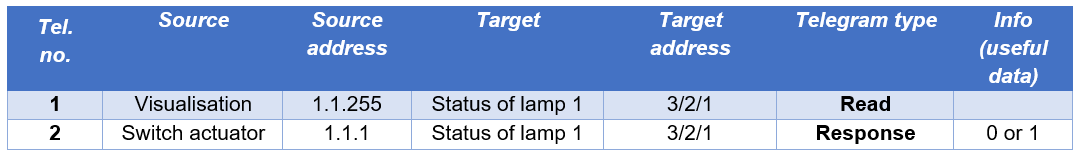 Tel. no. Source Source address Target Target address Telegram type Info (useful data)
1 Visualisation 1.1.255 Status of lamp 1 3/2/1 Read
2 Switch actuator 1.1.1 Status of lamp 1 3/2/1 Response 0 or 1